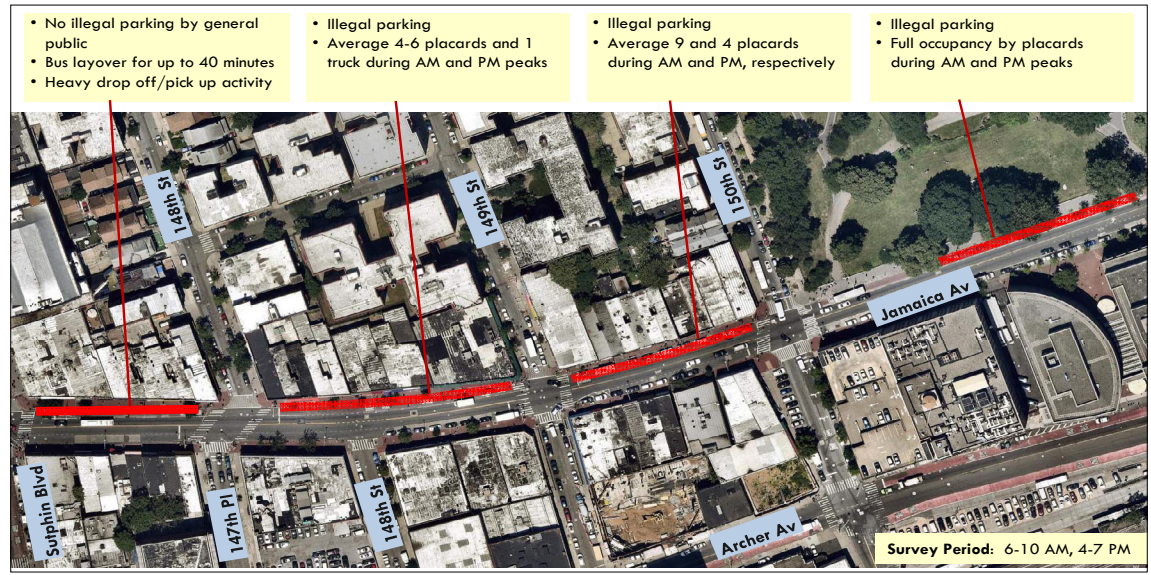 • No illegal parking by general
public
• Bus layover for up to 40 minutes
• Heavy drop off/pick up activity
• Illegal parking
• Average 4-6 placards and 1
truck during AM and PM peaks
• Illegal parking
• Average 9 and 4 placards
during AM and PM, respectively
• Illegal parking
• Full occupancy by placards
during AM and PM peaks
148th St
149th St
150th St
Jamaica Av
Sutphin Blvd
147th Pl
148th St
Archer Av
Survey Period: 6-10 AM, 4-7 PM